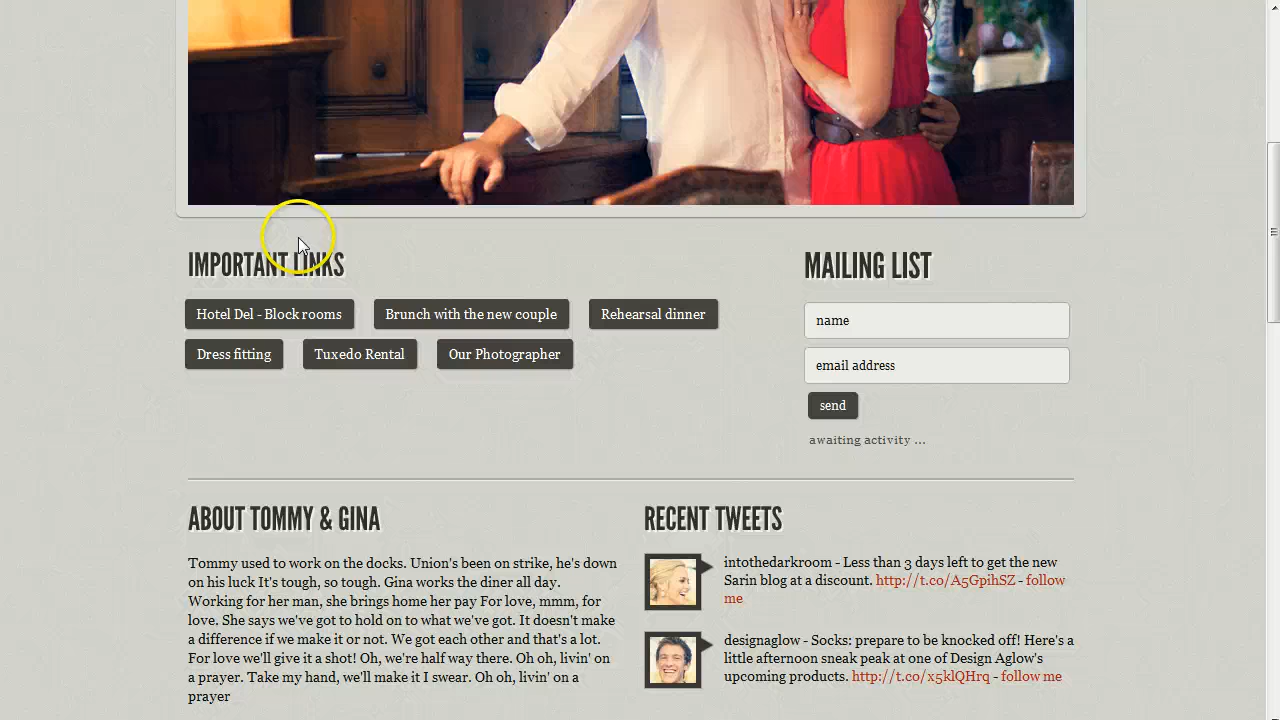 IMPORTANT LINKS
Hotel Del - Block rooms
Brunch with the new couple
Rehearsal dinner
Dress fitting
Tuxedo Rental
Our Photographer
MAILING LIST
name
email address
send
awaiting activity ...
ABOUT TOMMY & GINA
Tommy used to work on the docks. Union's been on strike, he's down
on his luck It's tough, so tough. Gina works the diner all day.
Working for her man, she brings home her pay For love, mmm, for
love. She says we've got to hold on to what we've got. It doesn't make
a difference if we make it or not. We got each other and that's a lot.
For love we'll give it a shot! Oh, we're half way there. Oh oh, livin' on
a prayer. Take my hand, we'll make it I swear. Oh oh, livin' on a
prayer
RECENT TWEETS
intothedarkroom - Less than 3 days left to get the new
Sarin blog at a discount. http://t.co/A5GpihSZ - follow
me
designaglow - Socks: prepare to be knocked off! Here's a
little afternoon sneak peak at one of Design Aglow's
upcoming products. http://t.co/x5klQHrq - follow me